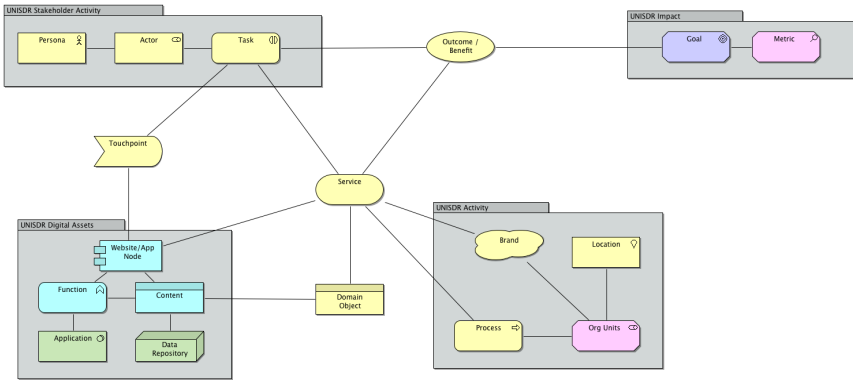 UNISDR Stakeholder Activity
UNISDR Impact
Persona
Actor
Task
Outcome /
Benefit
Goal
Metric
Touchpoint
Service
UNISDR Digital Assets
UNISDR Activity
Website/App
Node
Brand
Location
Function
Content
Domain
Object
Application
Data
Repository
Process
Org Units